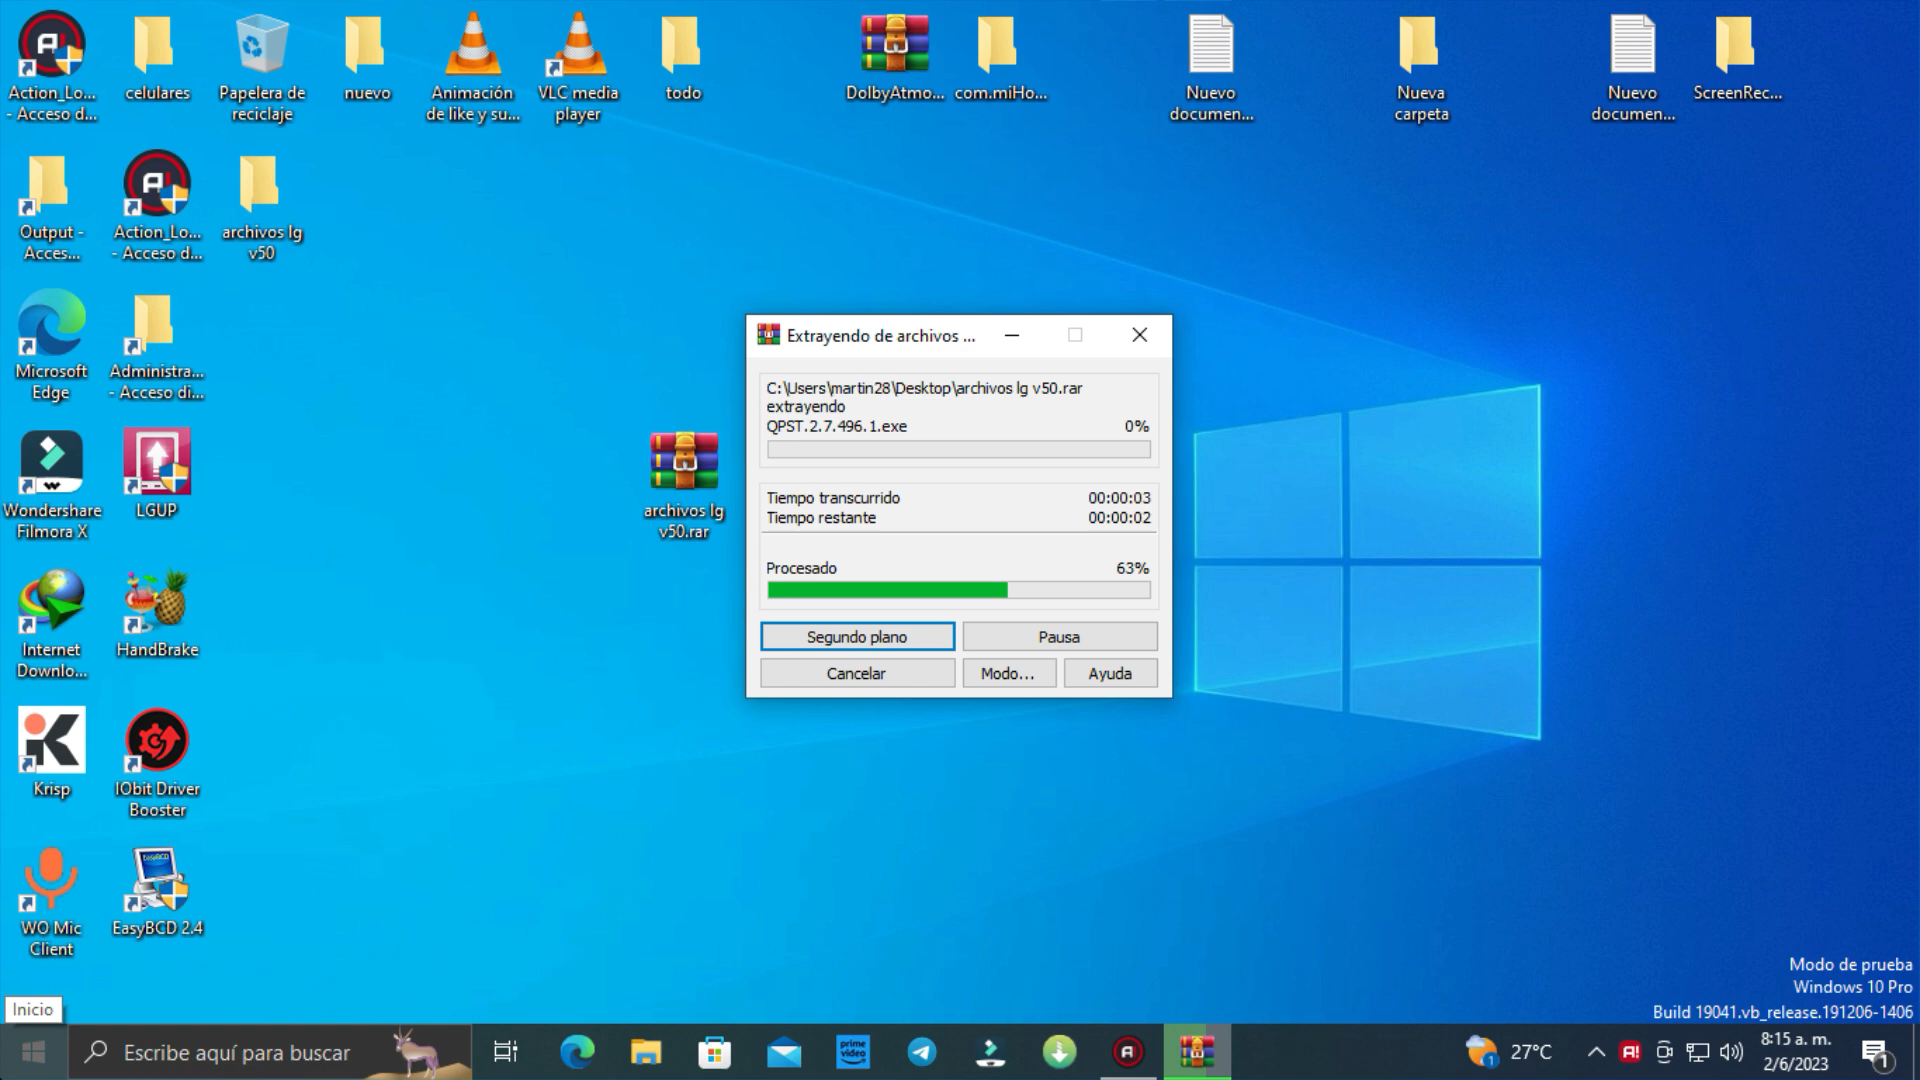 Action_Lo...
- Acceso d...
celulares
Papelera de
reciclaje
nuevo
Animación
de like y su...
VLC media
player
todo
DolbyAtmo...
com.miHo...
Nuevo
documen...
Nueva
carpeta
Nuevo
documen...
ScreenRec...
Output -
Acces...
Action_Lo...
- Acceso d...
archivos lg
v50
Microsoft
Edge
Administra...
- Acceso di...
Wondershare
Filmora X
LGUP
archivos lg
v50.rar
Extrayendo de archivos ...
C:\Users\martin28\Desktop\archivos lg v50.rar
extrayendo
QPST.2.7.496.1.exe 0%
Tiempo transcurrido 00:00:03
Tiempo restante 00:00:02
Procesado 63%
Segundo plano
Pausa
Cancelar
Modo...
Ayuda
Internet
Downlo...
HandBrake
Krisp
IObit Driver
Booster
WO Mic
Client
EasyBCD
EasyBCD 2.4
Modo de prueba
Windows 10 Pro
Build 19041.vb_release.191206-1406
Inicio
Escribe aquí para buscar
prime
video
1
27°C
8:15 a. m.
2/6/2023
1